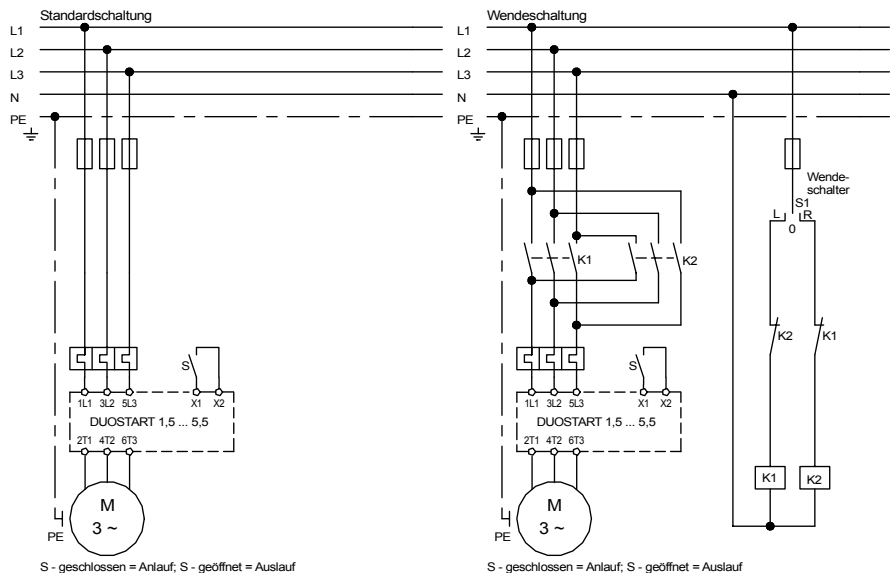 Standardschaltung
L1
L2
L3
N
PE
S
1L1 3L2 5L3 X1 X2
DUOSTART 1,5 ... 5,5
2T1 4T2 6T3
M
3 ~
PE
S - geschlossen = Anlauf; S - geöffnet = Auslauf
Wendeschaltung
L1
L2
L3
N
PE
Wende-
schalter
S1
L R
0
K1 K2
K2 K1
S
1L1 3L2 5L3 X1 X2
DUOSTART 1,5 ... 5,5
2T1 4T2 6T3
K1 K2
M
3 ~
PE
S - geschlossen = Anlauf; S - geöffnet = Auslauf